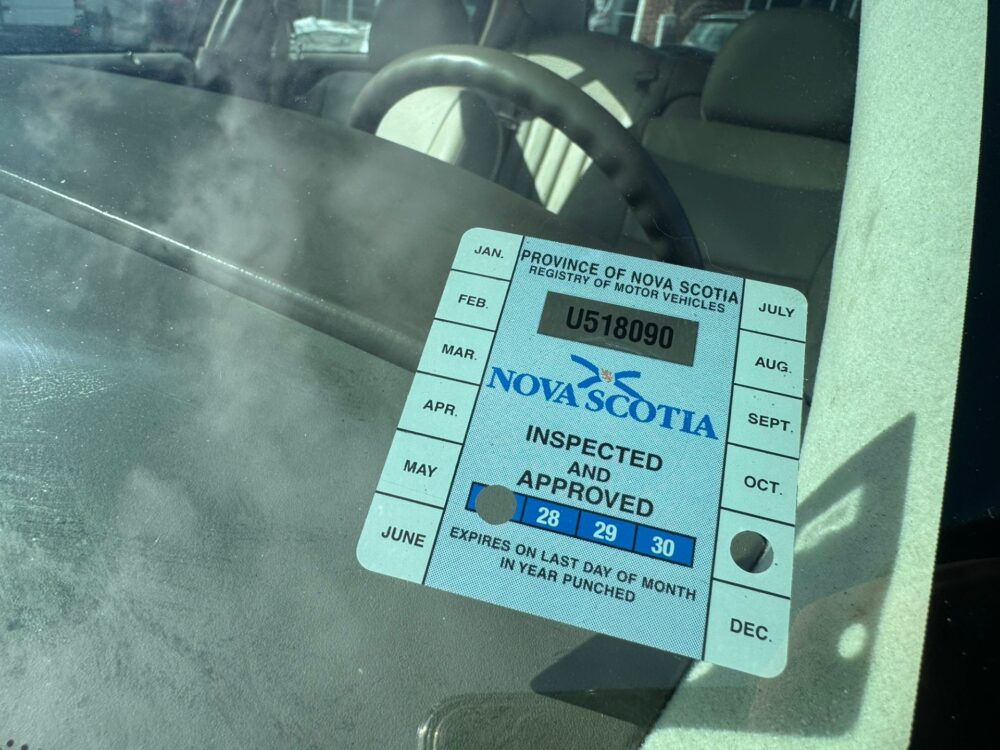 JAN.
FEB.
MAR.
APR.
MAY
JUNE
PROVINCE OF NOVA SCOTIA
REGISTRY OF MOTOR VEHICLES
U518090
NOVA SCOTIA
INSPECTED
AND
APPROVED
28 29 30
EXPIRES ON LAST DAY OF MONTH
IN YEAR PUNCHED
JULY
AUG.
SEPT.
OCT.
DEC.